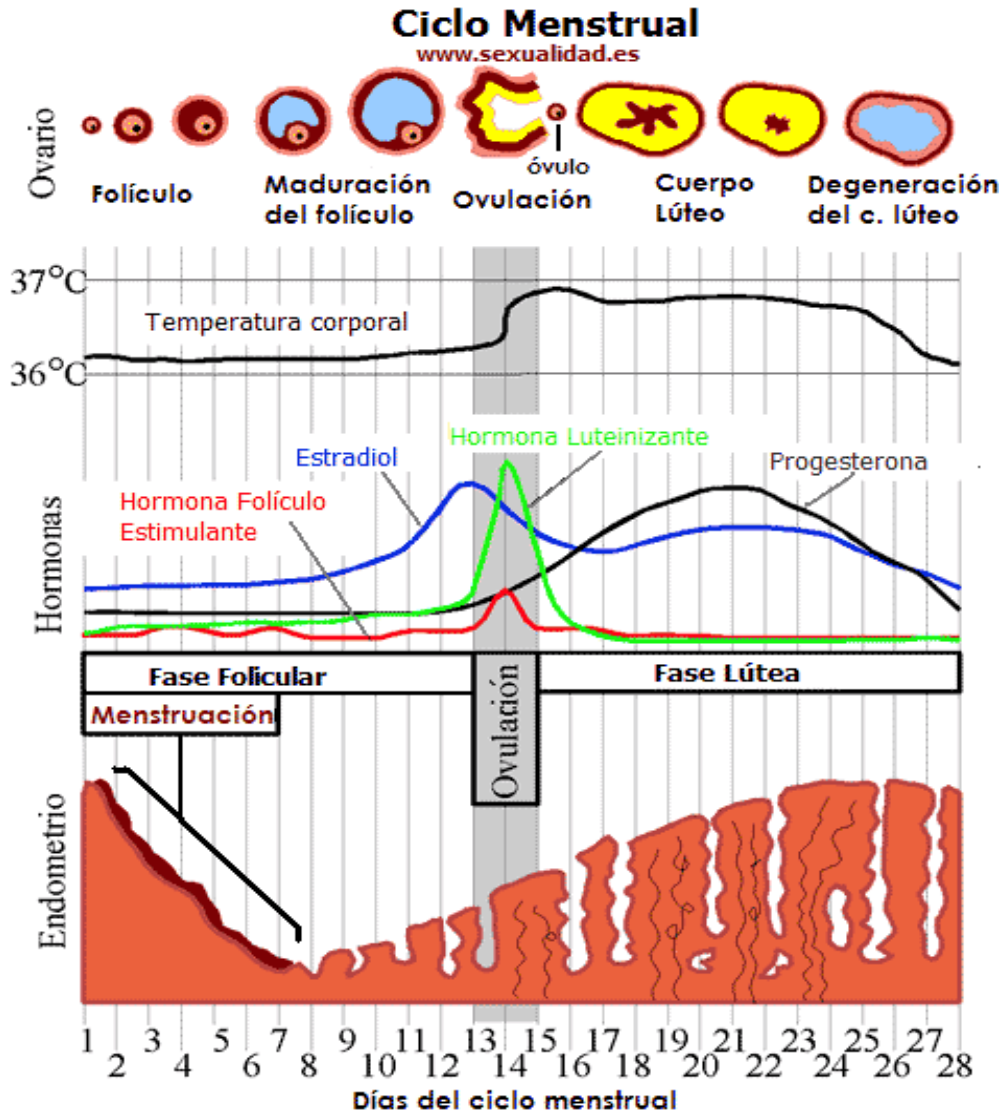 Ciclo Menstrual
www.sexualidad.es
Ovario
óvulo
Folículo
Maduración
del folículo
Ovulación
Cuerpo
Lúteo
Degeneración
del c. lúteo
37°C
Temperatura corporal
36°C
Hormonas
Hormona Luteinizante
Estradiol
Progesterona
Hormona Folículo
Estimulante
Fase Folicular
Ovulación
Fase Lútea
Menstruación
Endometrio
1 3 5 7 9 11 13 15 17 19 21 23 25 27
2 4 6 8 10 12 14 16 18 20 22 24 26 28
Días del ciclo menstrual